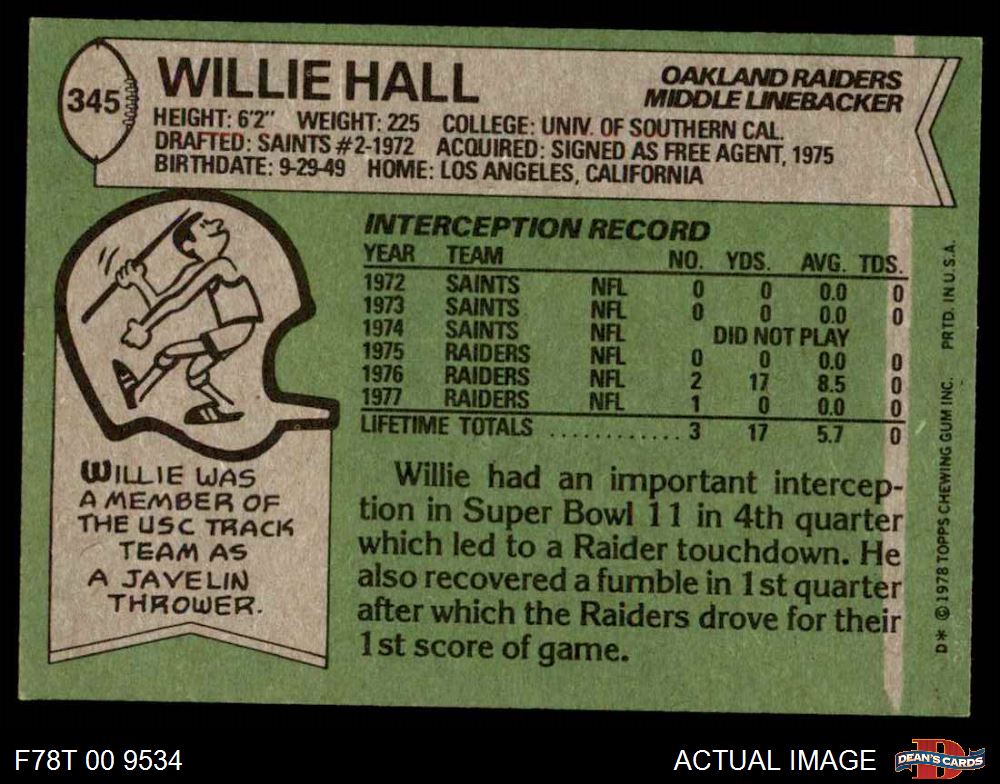 345
WILLIE HALL
OAKLAND RAIDERS
MIDDLE LINEBACKER
HEIGHT: 6'2" WEIGHT: 225 COLLEGE: UNIV. OF SOUTHERN CAL.
DRAFTED: SAINTS #2-1972 ACQUIRED: SIGNED AS FREE AGENT, 1975
BIRTHDATE: 9-29-49 HOME: LOS ANGELES, CALIFORNIA
INTERCEPTION RECORD
YEAR TEAM NO. YDS. AVG. TDS.
1972 SAINTS NFL 0 0 0.0 0
1973 SAINTS NFL 0 0 0.0 0
1974 SAINTS NFL DID NOT PLAY
1975 RAIDERS NFL 0 0 0.0 0
1976 RAIDERS NFL 2 17 8.5 0
1977 RAIDERS NFL 1 0 0.0 0
LIFETIME TOTALS ............ 3 17 5.7 0
WILLIE WAS
A MEMBER OF
THE USC TRACK
TEAM AS
A JAVELIN
THROWER.
Willie had an important intercep-
tion in Super Bowl 11 in 4th quarter
which led to a Raider touchdown. He
also recovered a fumble in 1st quarter
after which the Raiders drove for their
1st score of game.
D* © 1978 TOPPS CHEWING GUM INC. PRTD. IN U.S.A.
F78T 00 9534
ACTUAL IMAGE
DEAN'S CARDS